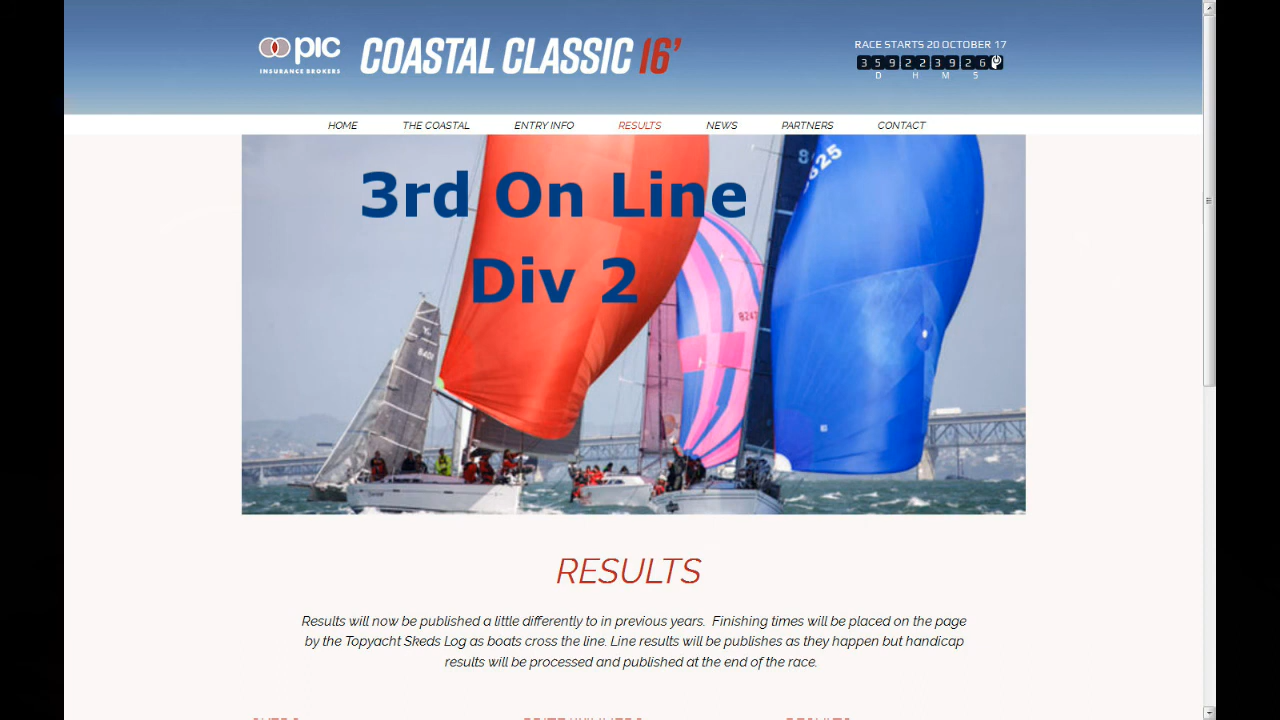 pic
INSURANCE BROKERS
COASTAL CLASSIC 16'
RACE STARTS 20 OCTOBER 17
3 5 9 2 2 3 9 2 6
D H M S
HOME THE COASTAL ENTRY INFO RESULTS NEWS PARTNERS CONTACT
3rd On Line
Div 2
8401
RESULTS
Results will now be published a little differently to in previous years. Finishing times will be placed on the page
by the Topyacht Skeds Log as boats cross the line. Line results will be publishes as they happen but handicap
results will be processed and published at the end of the race.